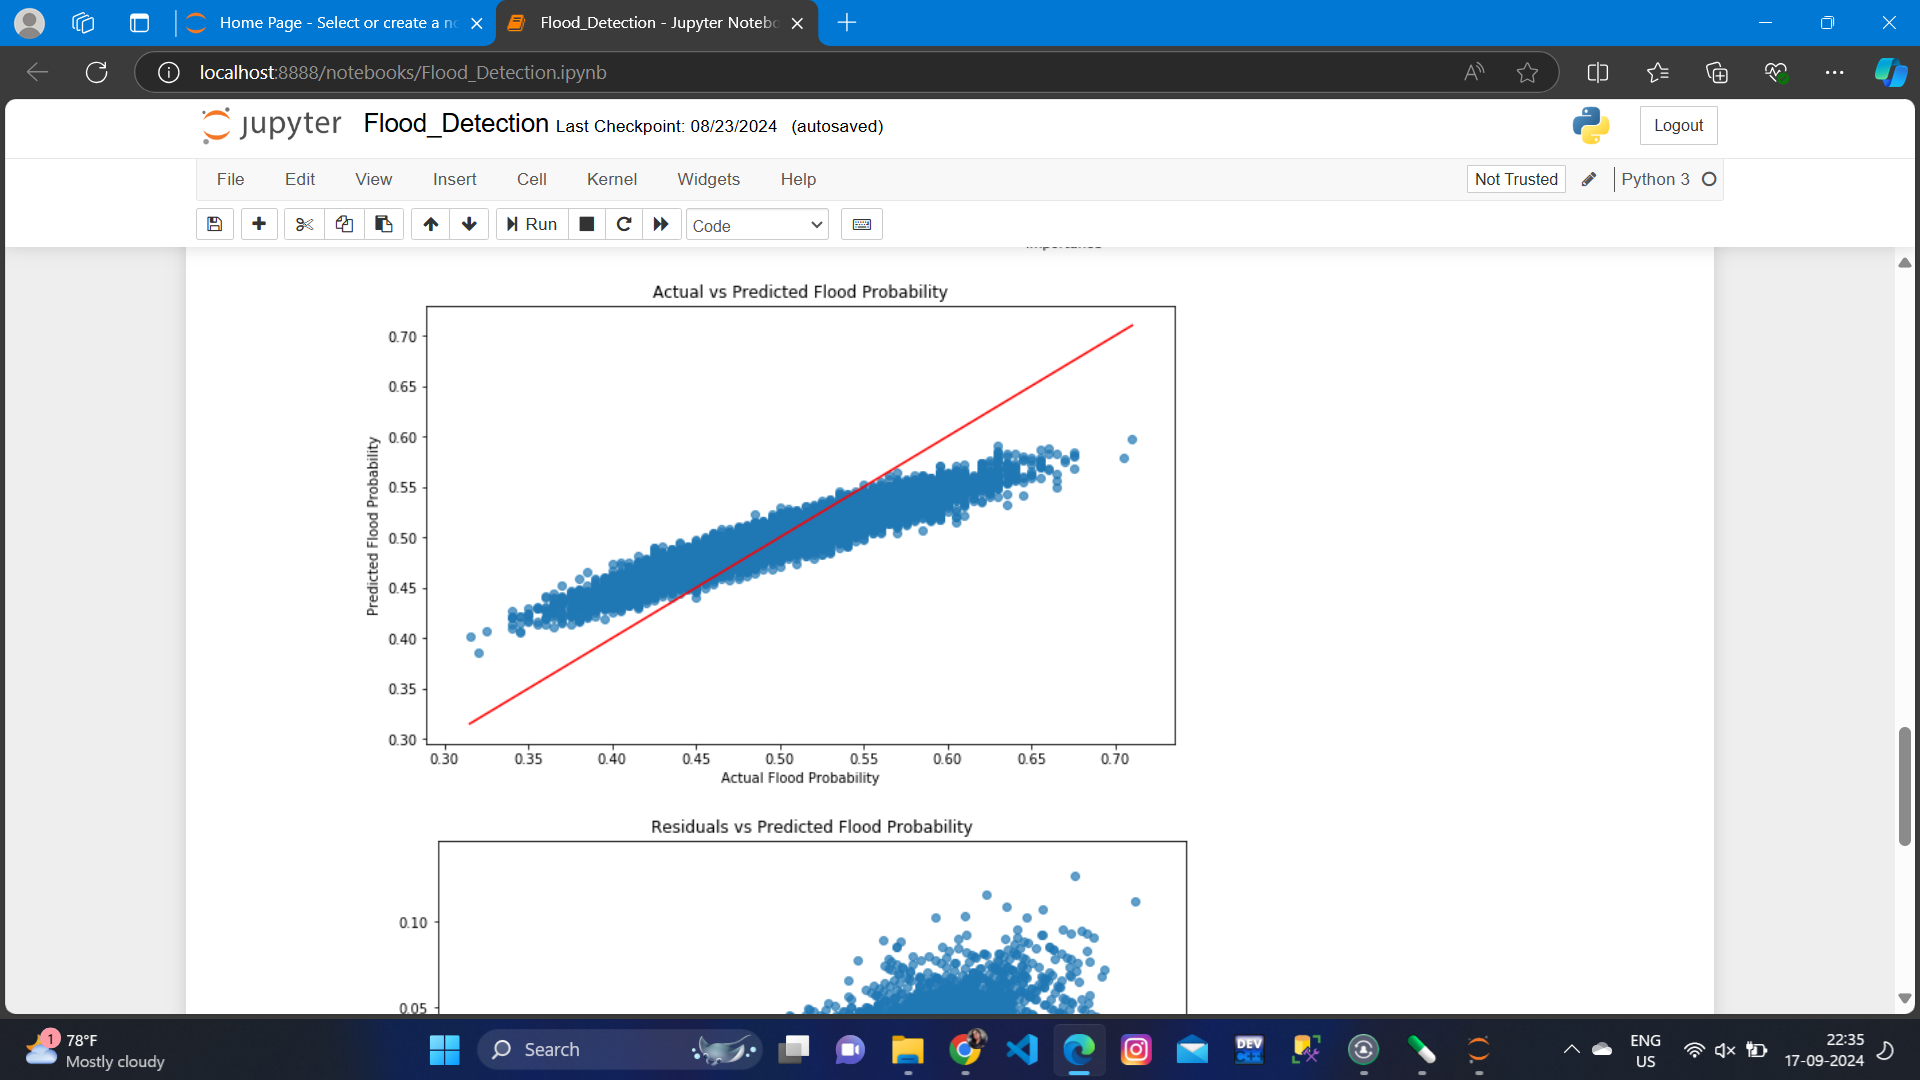 Home Page - Select or create a no
Flood_Detection - Jupyter Notebo
localhost:8888/notebooks/Flood_Detection.ipynb
jupyter Flood_Detection Last Checkpoint: 08/23/2024 (autosaved)
Logout
File Edit View Insert Cell Kernel Widgets Help
Not Trusted
Python 3
Run
Code
Actual vs Predicted Flood Probability
0.70
0.65
0.60
0.55
0.50
0.45
0.40
0.35
0.30
Predicted Flood Probability
0.30 0.35 0.40 0.45 0.50 0.55 0.60 0.65 0.70
Actual Flood Probability
Residuals vs Predicted Flood Probability
0.10
0.05
1
78°F
Mostly cloudy
Search
DEV
C++
ENG
US
22:35
17-09-2024